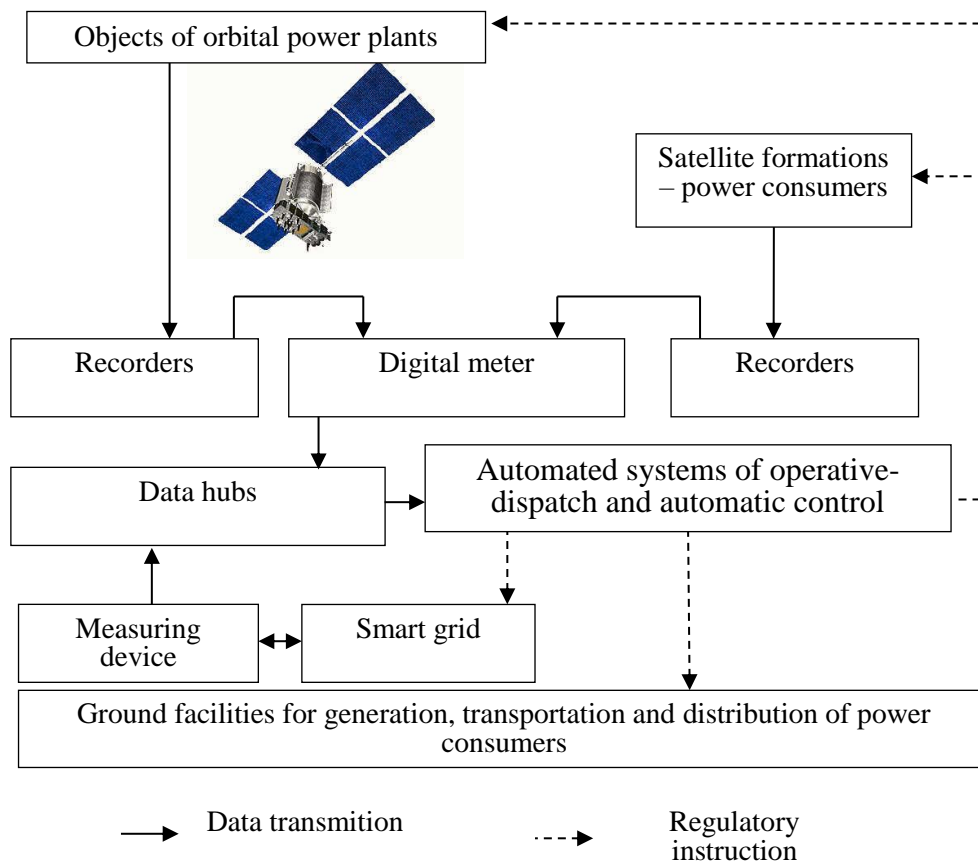 Objects of orbital power plants
Satellite formations
– power consumers
Recorders
Digital meter
Recorders
Data hubs
Automated systems of operative-
dispatch and automatic control
Measuring
device
Smart grid
Ground facilities for generation, transportation and distribution of power
consumers
Data transmition
Regulatory
instruction